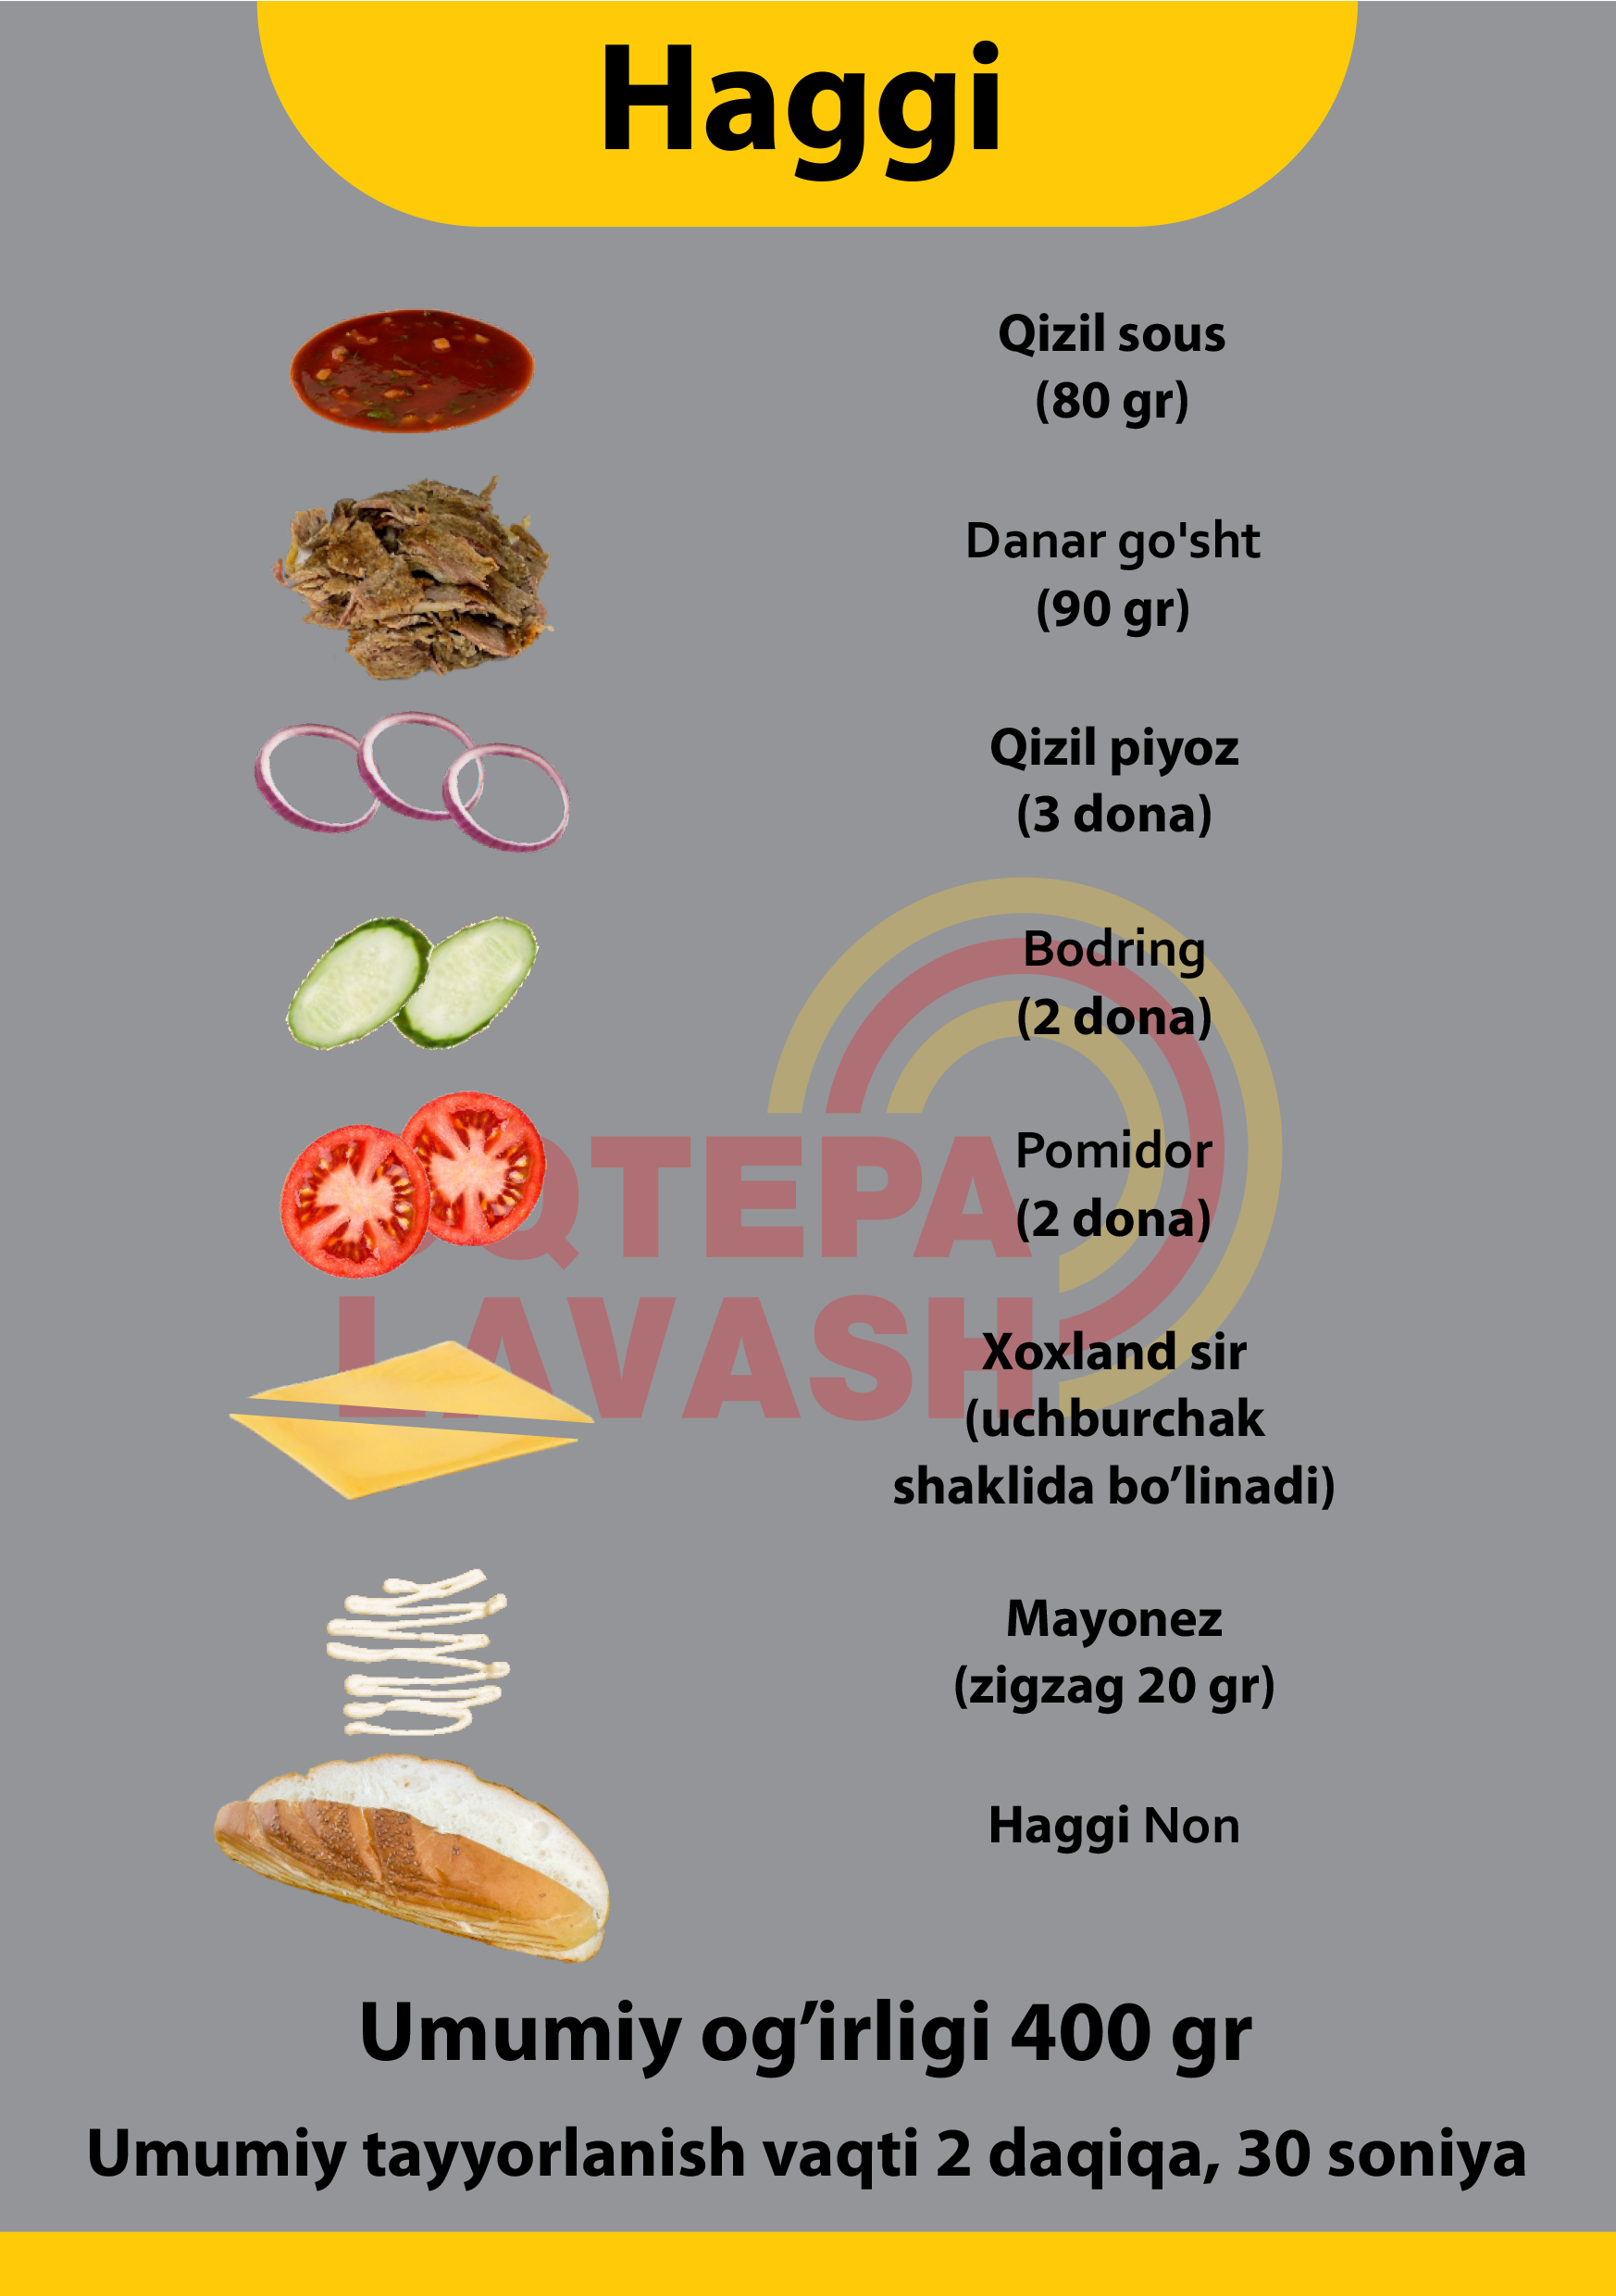 Haggi
Qizil sous
(80 gr)
Danar go'sht
(90 gr)
Qizil piyoz
(3 dona)
Bodring
(2 dona)
Pomidor
(2 dona)
OQTEPA
LAVASH
Xoxland sir
(uchburchak
shaklida bo’linadi)
Mayonez
(zigzag 20 gr)
Haggi Non
Umumiy og’irligi 400 gr
Umumiy tayyorlanish vaqti 2 daqiqa, 30 soniya